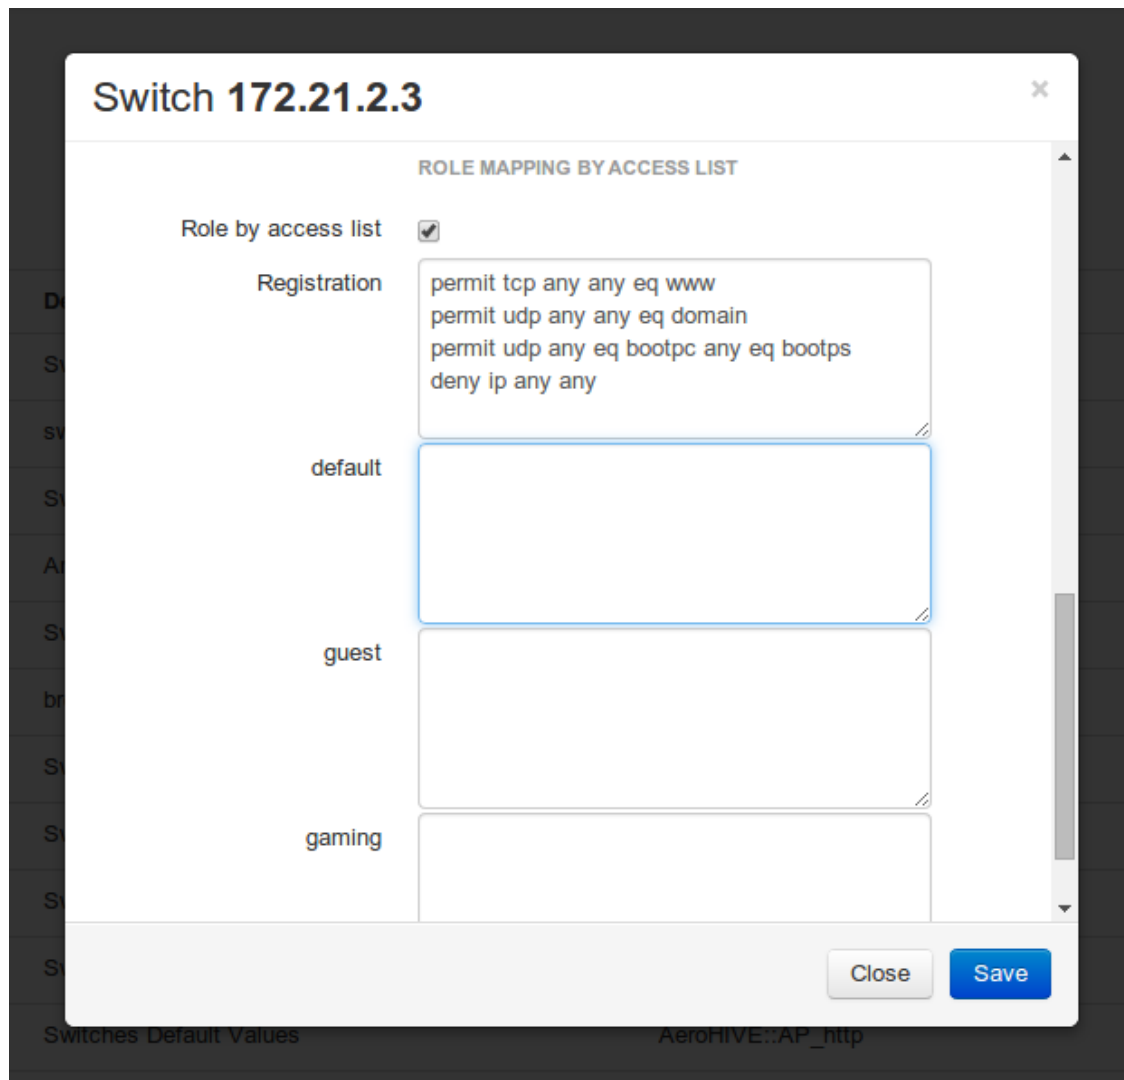 Switch 172.21.2.3
×
ROLE MAPPING BY ACCESS LIST
Role by access list
Registration
permit tcp any any eq www
permit udp any any eq domain
permit udp any eq bootpc any eq bootps
deny ip any any
default
guest
gaming
Close
Save
Switches Default Values
AeroHIVE::AP_http